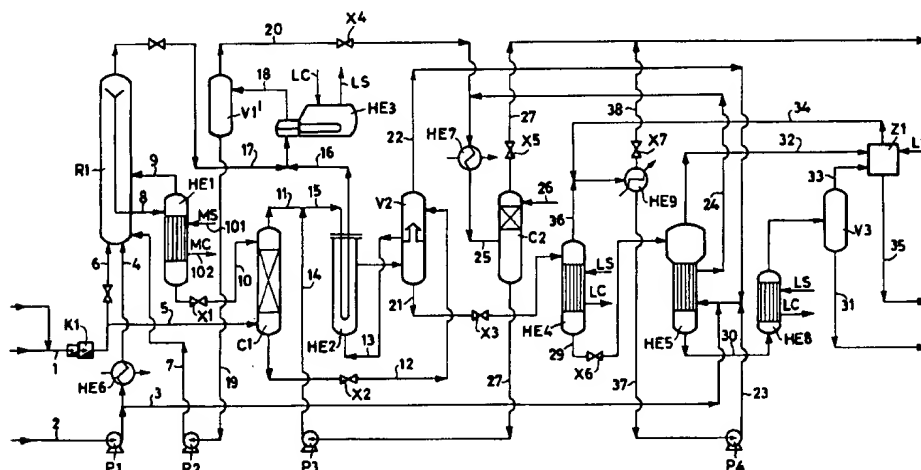 20
X4
LC
LS
18
HE3
V1'
22
HE7
27
X5
38
X7
34
Z1
32
L
R1
9
HE1
8
MS
101
MC
102
17
16
11
15
V2
26
HE9
24
33
36
C2
25
V3
6
4
10
X1
5
C1
14
13
HE2
21
X3
LS
LC
HE4
29
X6
HE5
30
LS
LC
HE8
31
35
K1
1
HE6
7
19
12
X2
27
37
23
3
2
P1
P2
P3
P4